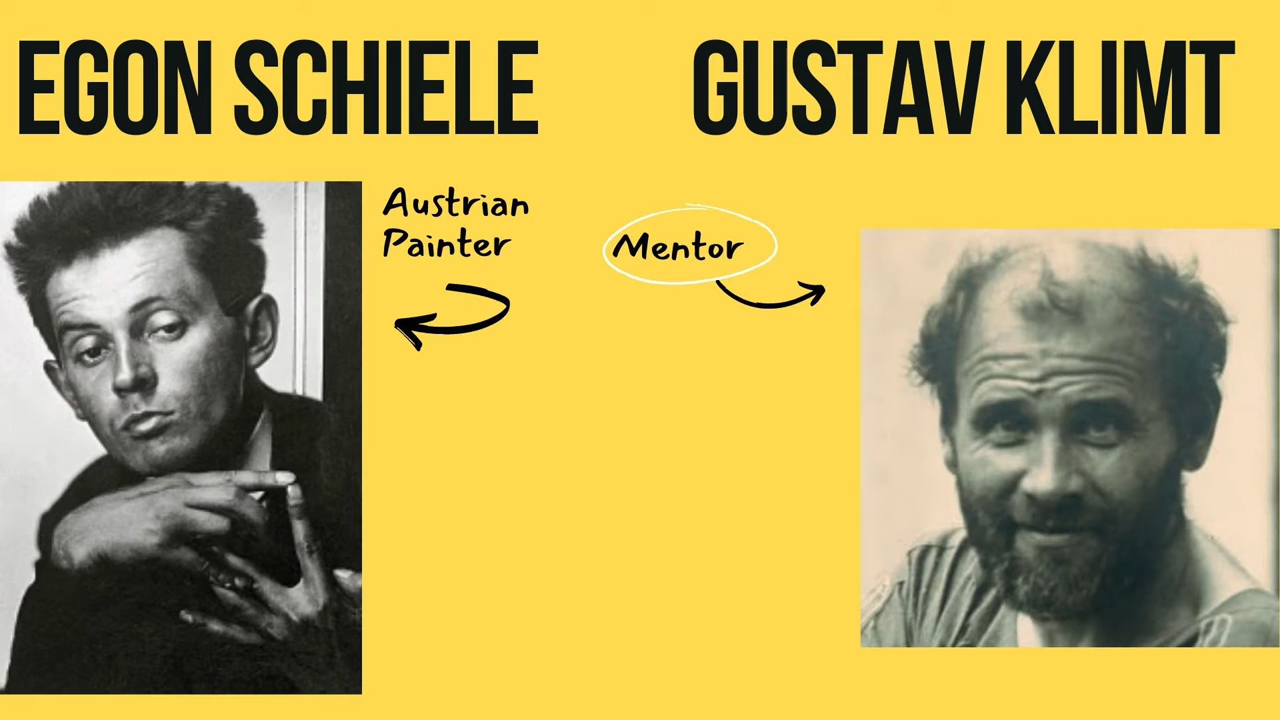 EGON SCHIELE
GUSTAV KLIMT
Austrian
Painter
Mentor